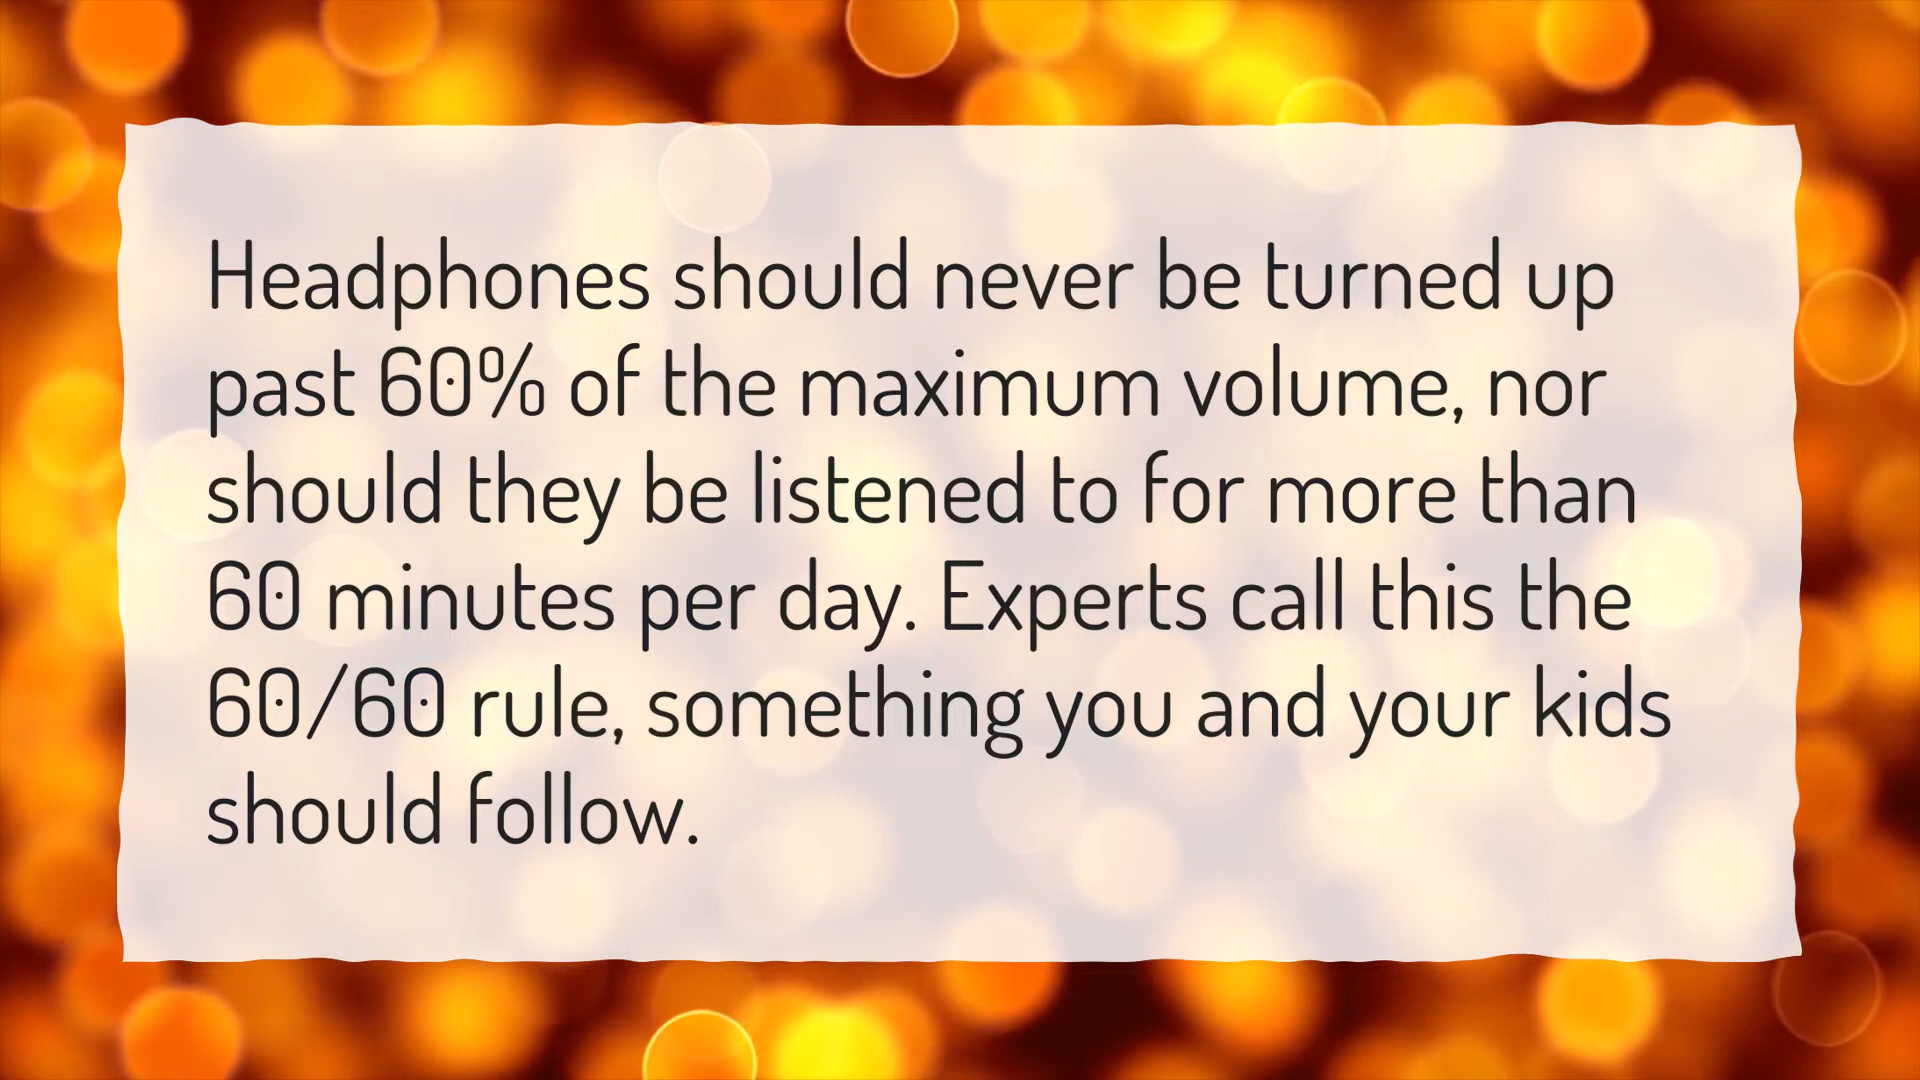 Headphones should never be turned up
past 60% of the maximum volume, nor
should they be listened to for more than
60 minutes per day. Experts call this the
60/60 rule, something you and your kids
should follow.